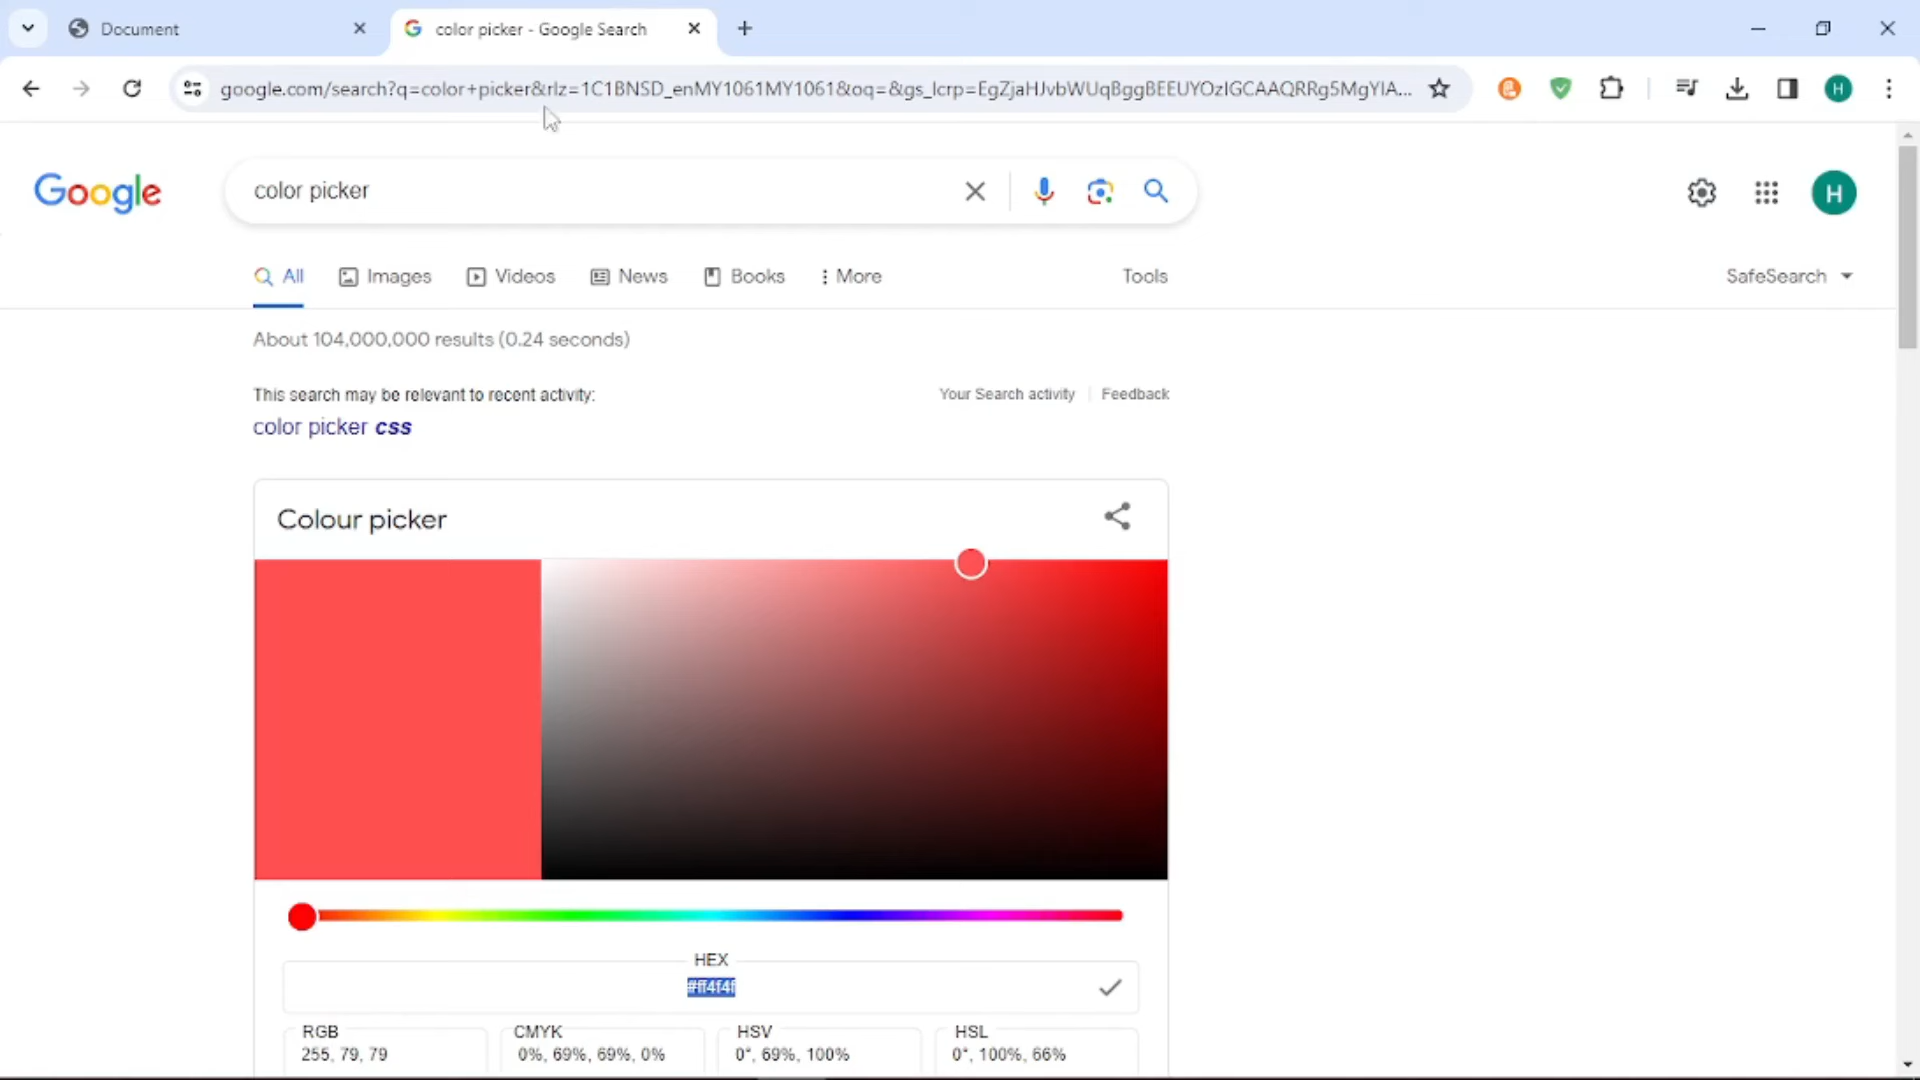 Document
color picker - Google Search
google.com/search?q=color+picker&rlz=1C1BNSD_enMY1061MY1061&oq=&gs_lcrp=EgZjaHJvbWUqBggBEEUYOzIGCAAQRRg5MgYIA...
H
Google
color picker
H
All
Images
Videos
News
Books
More
Tools
SafeSearch
About 104,000,000 results (0.24 seconds)
This search may be relevant to recent activity:
Your Search activity
Feedback
color picker css
Colour picker
HEX
#ff4f4f
RGB
CMYK
HSV
HSL
255, 79, 79
0%, 69%, 69%, 0%
0°, 69%, 100%
0°, 100%, 66%